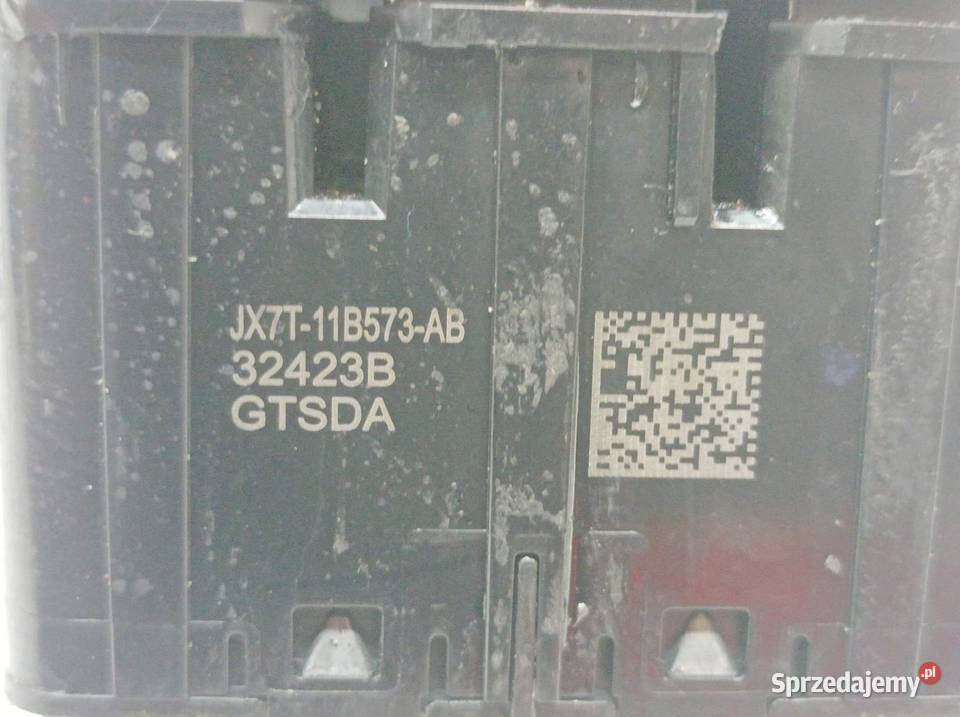 JX7T-11B573-AB
32423B
GTSDA
Sprzedajemy.pl